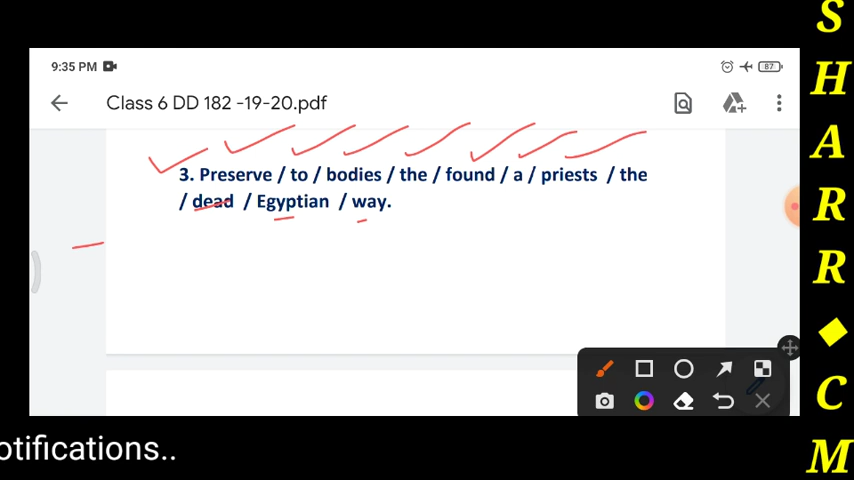 9:35 PM
87
Class 6 DD 182 -19-20.pdf
3. Preserve / to / bodies / the / found / a / priests / the
/ dead / Egyptian / way.
otifications..
S
H
A
R
R
C
M